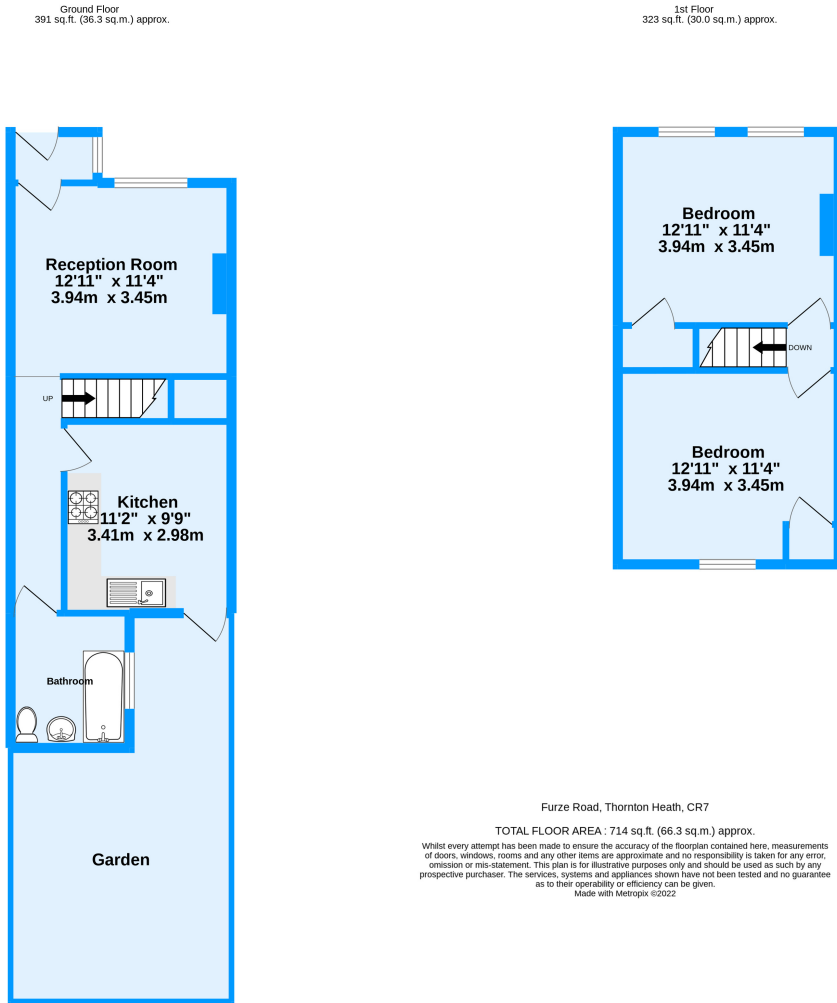 Ground Floor
391 sq.ft. (36.3 sq.m.) approx.
1st Floor
323 sq.ft. (30.0 sq.m.) approx.
Reception Room
12'11" x 11'4"
3.94m x 3.45m
UP
Kitchen
11'2" x 9'9"
3.41m x 2.98m
Bathroom
Garden
Bedroom
12'11" x 11'4"
3.94m x 3.45m
DOWN
Bedroom
12'11" x 11'4"
3.94m x 3.45m
Furze Road, Thornton Heath, CR7
TOTAL FLOOR AREA : 714 sq.ft. (66.3 sq.m.) approx.
Whilst every attempt has been made to ensure the accuracy of the floorplan contained here, measurements
of doors, windows, rooms and any other items are approximate and no responsibility is taken for any error,
omission or mis-statement. This plan is for illustrative purposes only and should be used as such by any
prospective purchaser. The services, systems and appliances shown have not been tested and no guarantee
as to their operability or efficiency can be given.
Made with Metropix ©2022